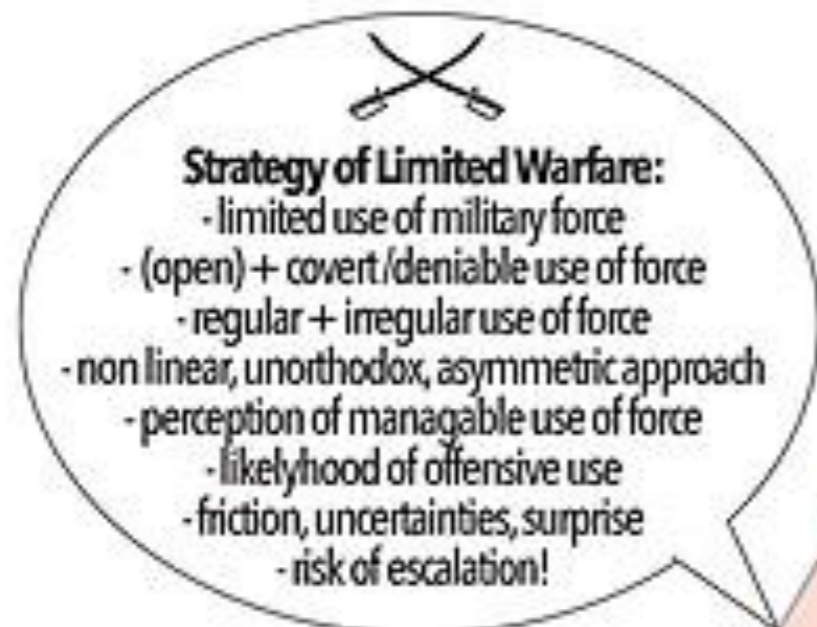 Strategy of Limited Warfare:
- limited use of military force
- (open) + covert/deniable use of force
- regular + irregular use of force
- non linear, unorthodox, asymmetric approach
- perception of managable use of force
- likelyhood of offensive use
- friction, uncertainties, surprise
- risk of escalation!